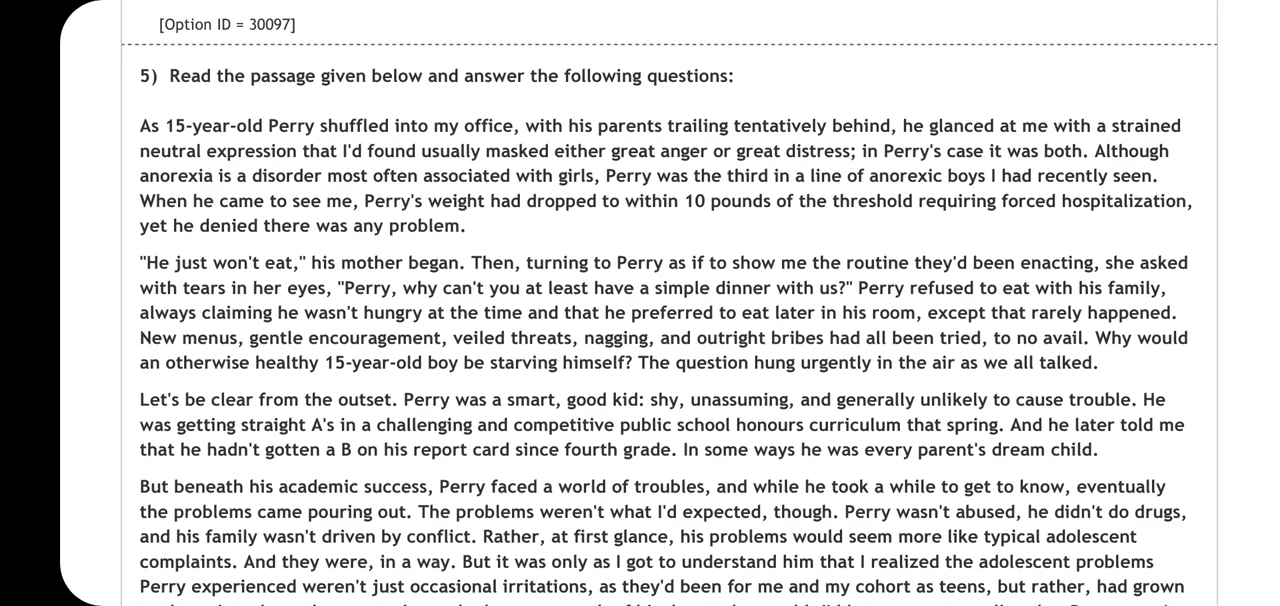 [Option ID = 30097]
5) Read the passage given below and answer the following questions:
As 15-year-old Perry shuffled into my office, with his parents trailing tentatively behind, he glanced at me with a strained
neutral expression that I'd found usually masked either great anger or great distress; in Perry's case it was both. Although
anorexia is a disorder most often associated with girls, Perry was the third in a line of anorexic boys I had recently seen.
When he came to see me, Perry's weight had dropped to within 10 pounds of the threshold requiring forced hospitalization,
yet he denied there was any problem.
"He just won't eat," his mother began. Then, turning to Perry as if to show me the routine they'd been enacting, she asked
with tears in her eyes, "Perry, why can't you at least have a simple dinner with us?" Perry refused to eat with his family,
always claiming he wasn't hungry at the time and that he preferred to eat later in his room, except that rarely happened.
New menus, gentle encouragement, veiled threats, nagging, and outright bribes had all been tried, to no avail. Why would
an otherwise healthy 15-year-old boy be starving himself? The question hung urgently in the air as we all talked.
Let's be clear from the outset. Perry was a smart, good kid: shy, unassuming, and generally unlikely to cause trouble. He
was getting straight A's in a challenging and competitive public school honours curriculum that spring. And he later told me
that he hadn't gotten a B on his report card since fourth grade. In some ways he was every parent's dream child.
But beneath his academic success, Perry faced a world of troubles, and while he took a while to get to know, eventually
the problems came pouring out. The problems weren't what I'd expected, though. Perry wasn't abused, he didn't do drugs,
and his family wasn't driven by conflict. Rather, at first glance, his problems would seem more like typical adolescent
complaints. And they were, in a way. But it was only as I got to understand him that I realized the adolescent problems
Perry experienced weren't just occasional irritations, as they'd been for me and my cohort as teens, but rather, had grown